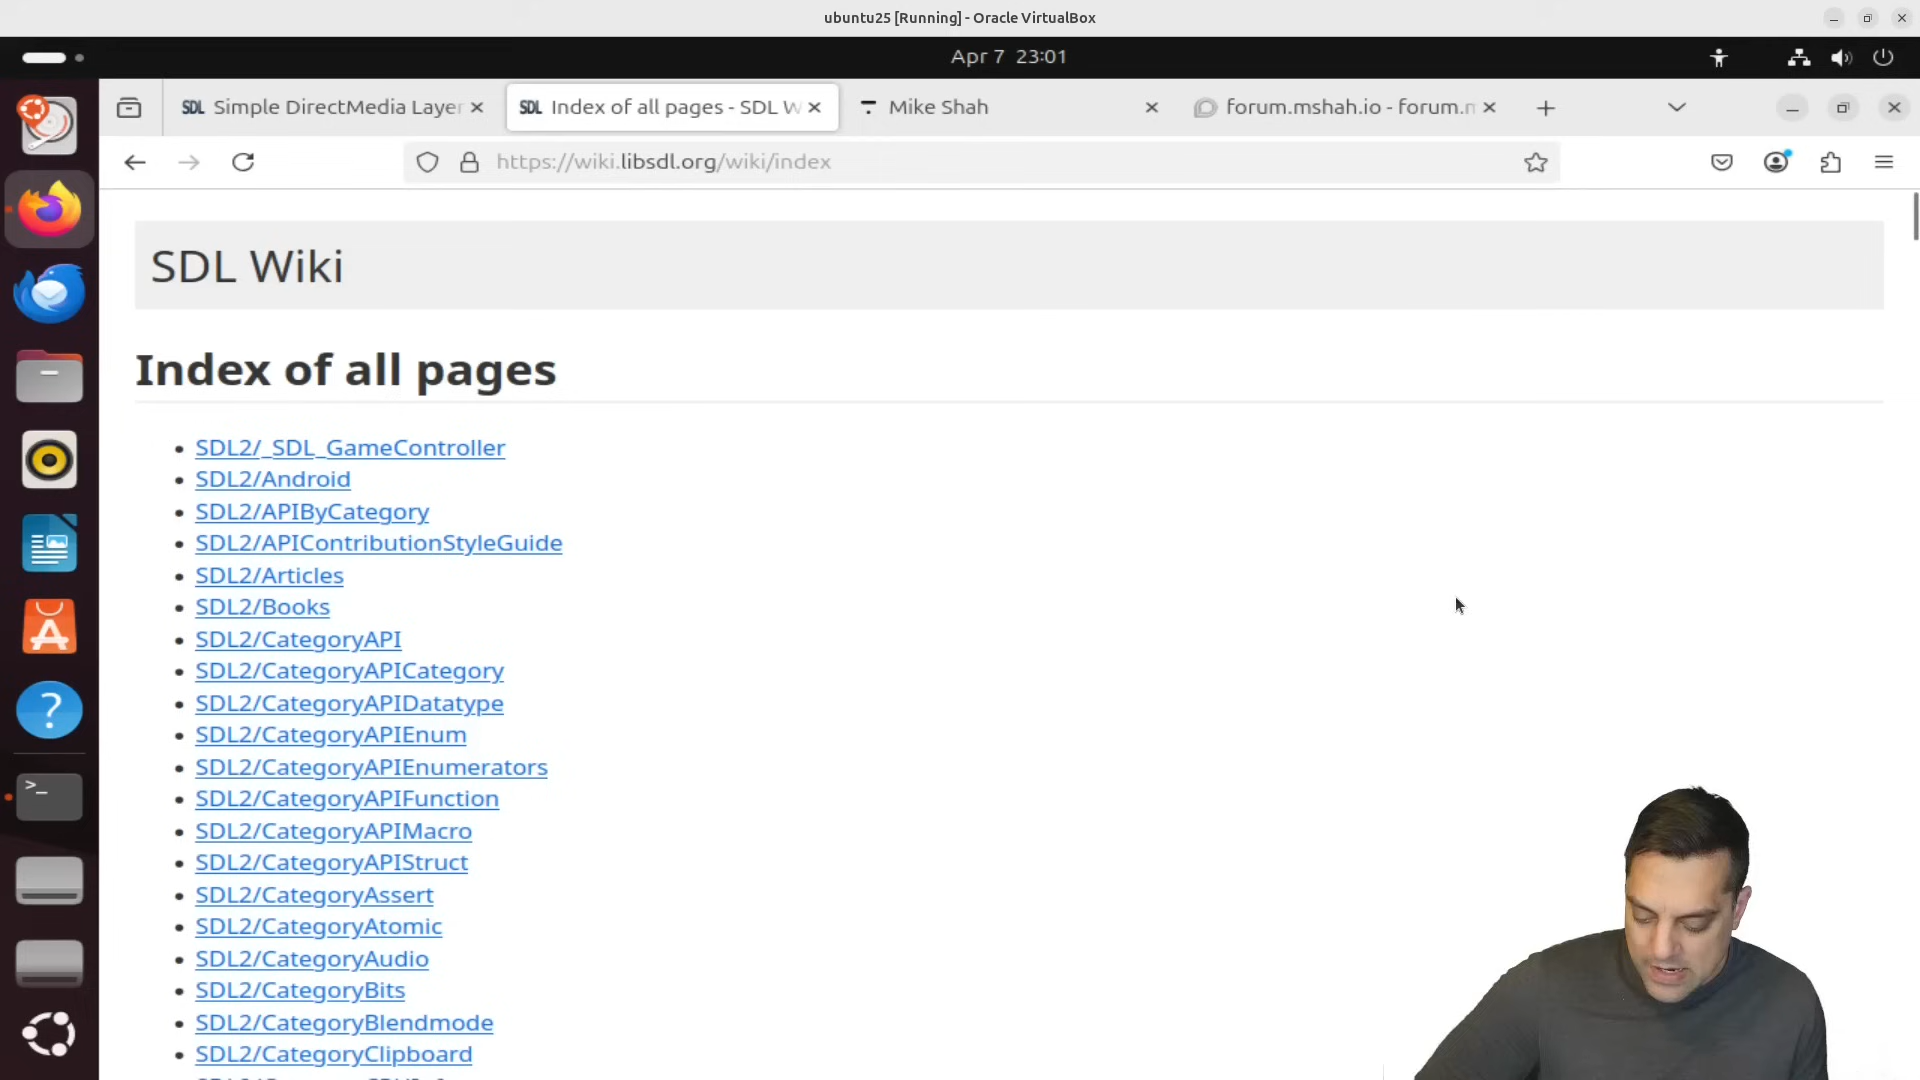 ubuntu25 [Running] - Oracle VirtualBox
Apr 7 23:01
SDL Simple DirectMedia Layer
SDL Index of all pages - SDL W
Mike Shah
forum.mshah.io - forum.m
https://wiki.libsdl.org/wiki/index
SDL Wiki
Index of all pages
SDL2/_SDL_GameController
SDL2/Android
SDL2/APIByCategory
SDL2/APIContributionStyleGuide
SDL2/Articles
SDL2/Books
SDL2/CategoryAPI
SDL2/CategoryAPICategory
SDL2/CategoryAPIDatatype
SDL2/CategoryAPIEnum
SDL2/CategoryAPIEnumerators
SDL2/CategoryAPIFunction
SDL2/CategoryAPIMacro
SDL2/CategoryAPIStruct
SDL2/CategoryAssert
SDL2/CategoryAtomic
SDL2/CategoryAudio
SDL2/CategoryBits
SDL2/CategoryBlendmode
SDL2/CategoryClipboard